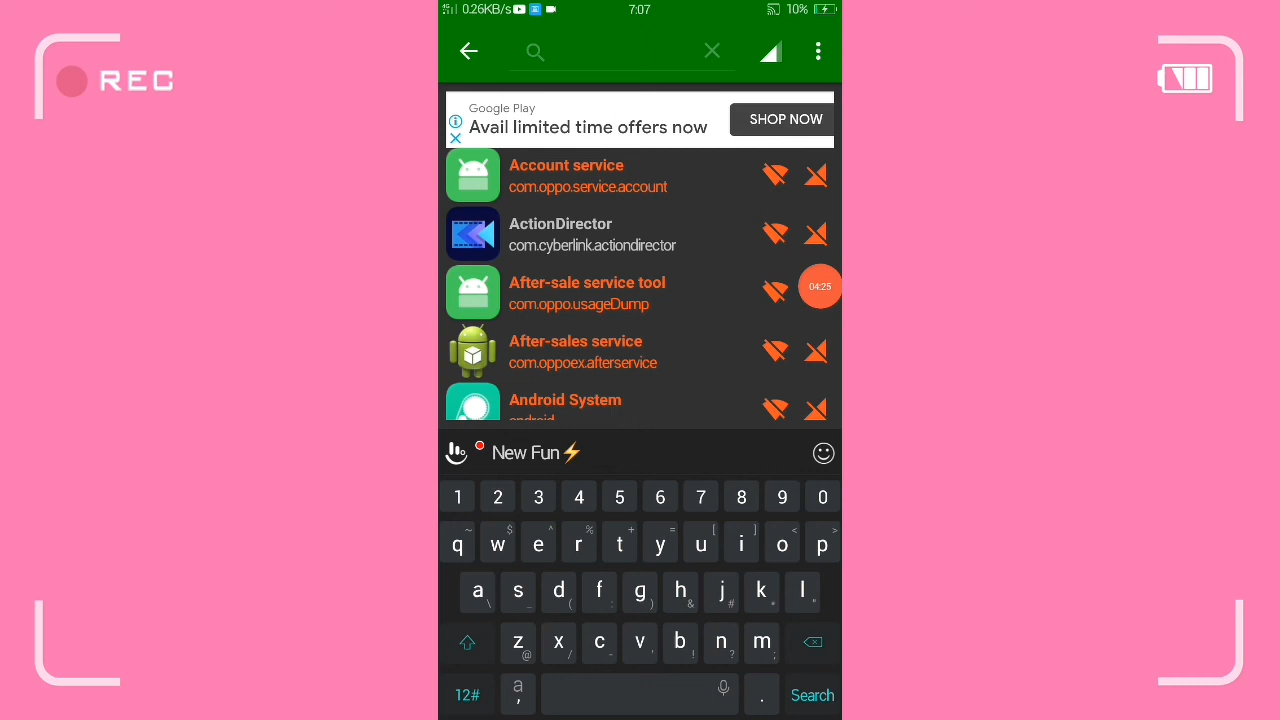 REC
4G 0.26KB/s 7:07 10%
Google Play
Avail limited time offers now
SHOP NOW
Account service
com.oppo.service.account
ActionDirector
com.cyberlink.actiondirector
After-sale service tool
com.oppo.usageDump
04:25
After-sales service
com.oppoex.afterservice
Android System
android
New Fun⚡
1 2 3 4 5 6 7 8 9 0
~ $ ^ % + = [ ] < >
q w e r t y u i o p
a s d f g h j k l
\ _ ( : ) & # * "
z x c v b n m
@ / - ' ! ? ;
12# a , . Search